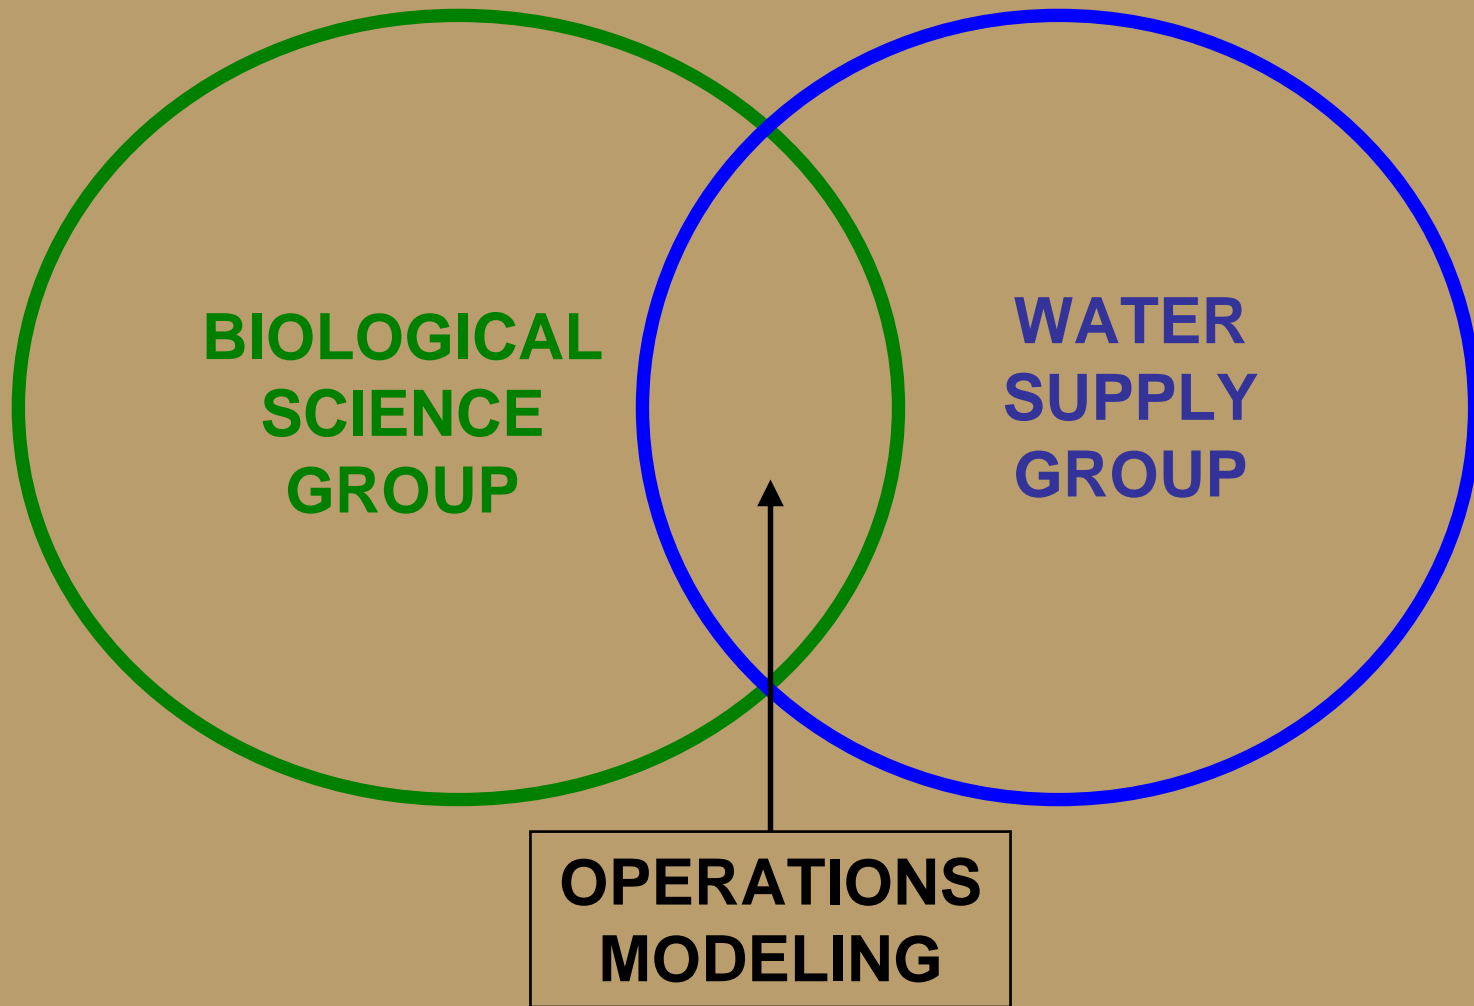 BIOLOGICAL
SCIENCE
GROUP
WATER
SUPPLY
GROUP
OPERATIONS
MODELING